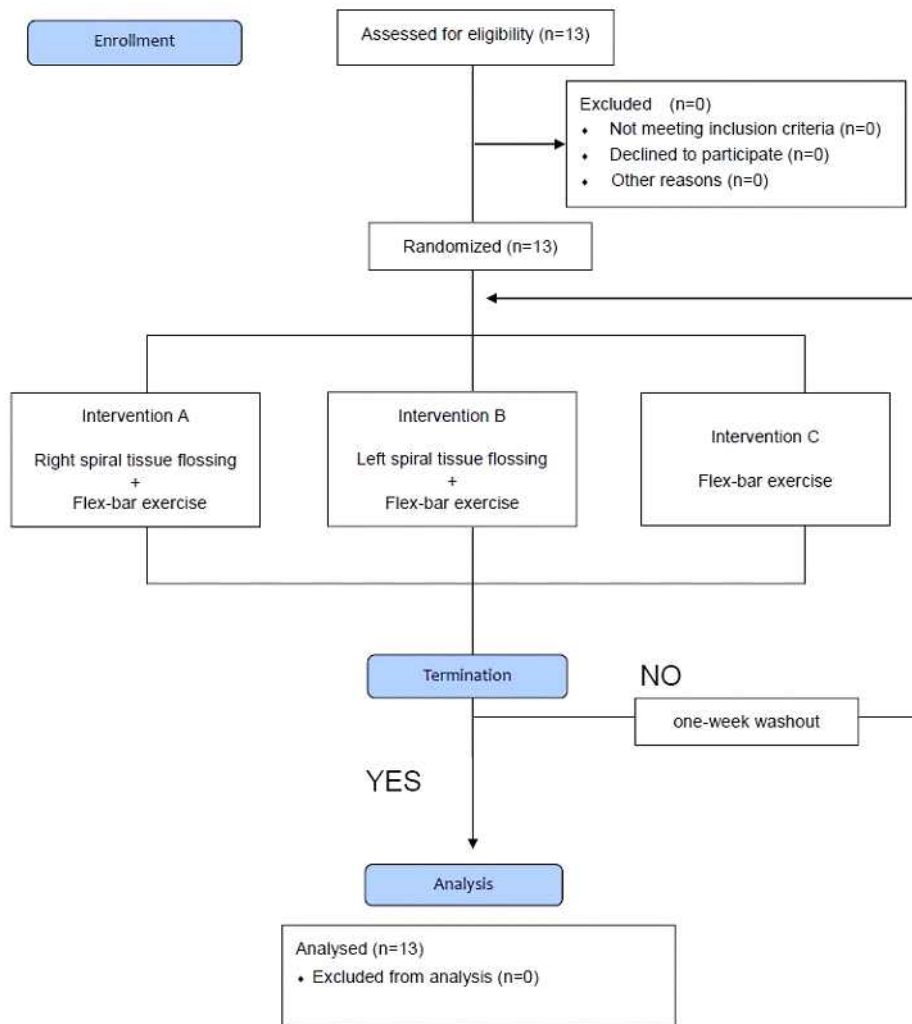 Enrollment
Assessed for eligibility (n=13)
Excluded (n=0)
⬧ Not meeting inclusion criteria (n=0)
⬧ Declined to participate (n=0)
⬧ Other reasons (n=0)
Randomized (n=13)
Intervention A
Right spiral tissue flossing
+
Flex-bar exercise
Intervention B
Left spiral tissue flossing
+
Flex-bar exercise
Intervention C
Flex-bar exercise
Termination
NO
one-week washout
YES
Analysis
Analysed (n=13)
⬧ Excluded from analysis (n=0)